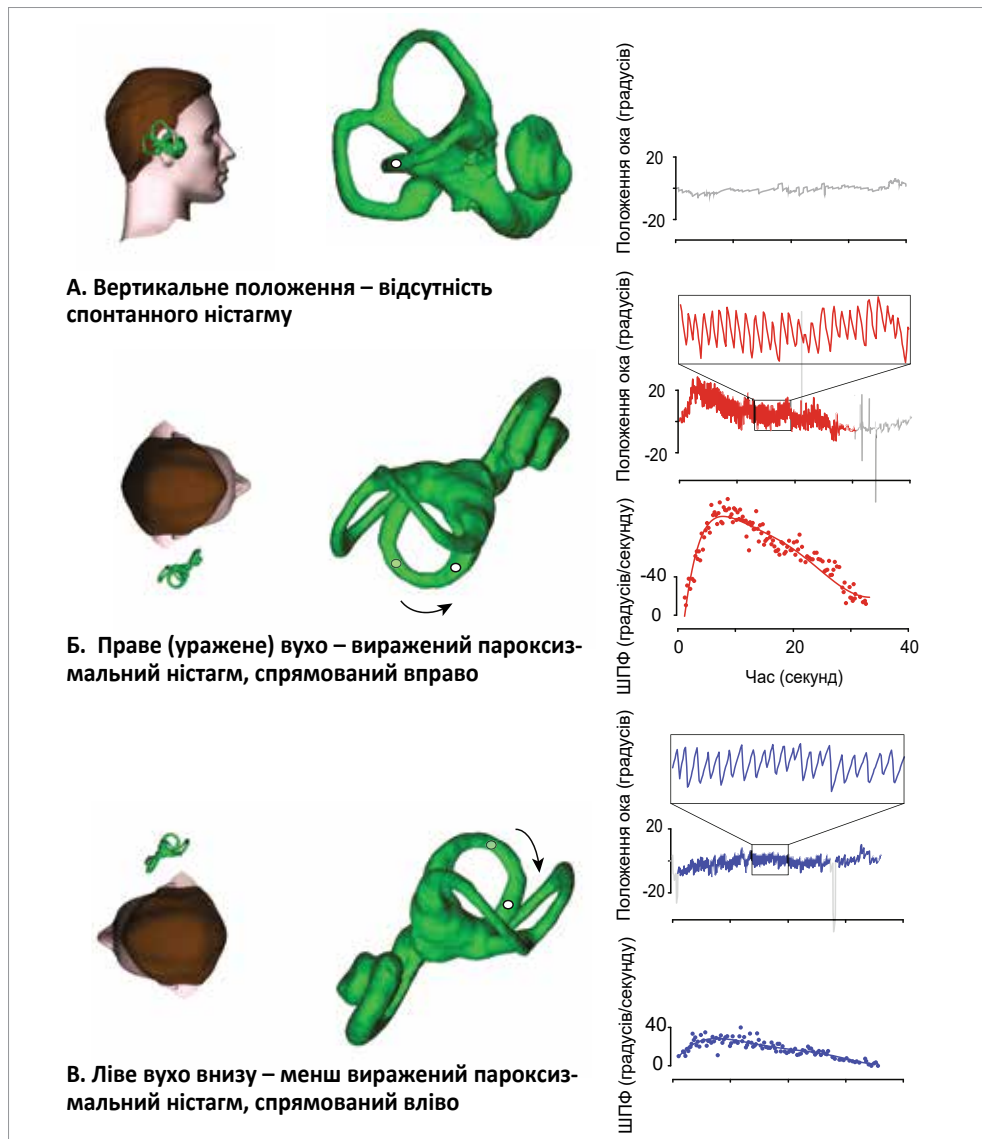 Положення ока (градусів)
20
-20
А. Вертикальне положення – відсутність
спонтанного ністагму
Положення ока (градусів)
20
-20
ШПФ (градусів/секунду)
-40
0
0
20
40
Час (секунд)
Б. Праве (уражене) вухо – виражений пароксиз-
мальний ністагм, спрямований вправо
Положення ока (градусів)
20
-20
ШПФ (градусів/секунду)
40
0
В. Ліве вухо внизу – менш виражений пароксиз-
мальний ністагм, спрямований вліво